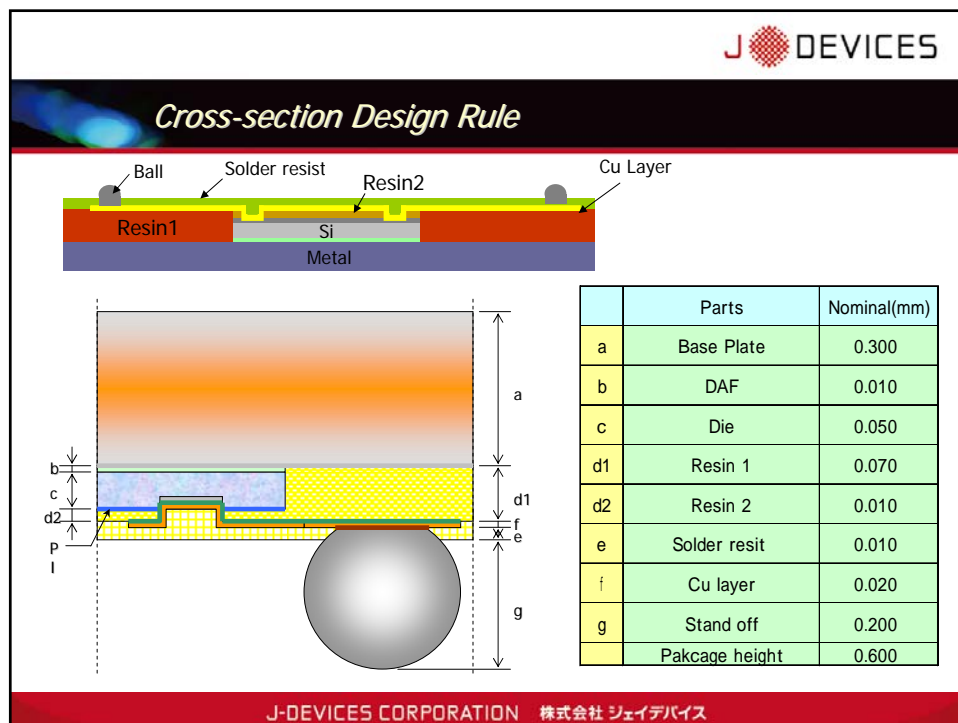 J DEVICES
Cross-section Design Rule
Ball
Solder resist
Resin2
Cu Layer
Resin1
Si
Metal
a
b
c
d1
d2
f
e
P
I
g
Parts Nominal(mm)
a Base Plate 0.300
b DAF 0.010
c Die 0.050
d1 Resin 1 0.070
d2 Resin 2 0.010
e Solder resit 0.010
f Cu layer 0.020
g Stand off 0.200
Pakcage height 0.600
J-DEVICES CORPORATION 株式会社 ジェイデバイス